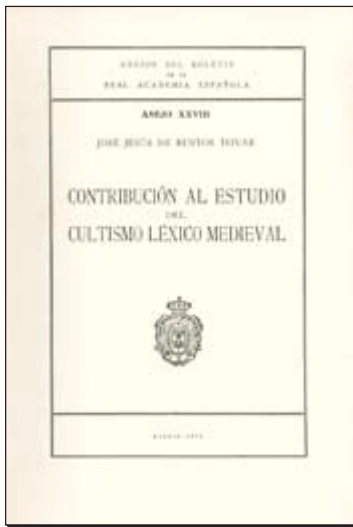 ANEJOS DEL BOLETÍN
DE LA
REAL ACADEMIA ESPAÑOLA
ANEJO XXVIII
JOSÉ JESÚS DE BUSTOS TOVAR
CONTRIBUCIÓN AL ESTUDIO
DEL
CULTISMO LÉXICO MEDIEVAL
MADRID